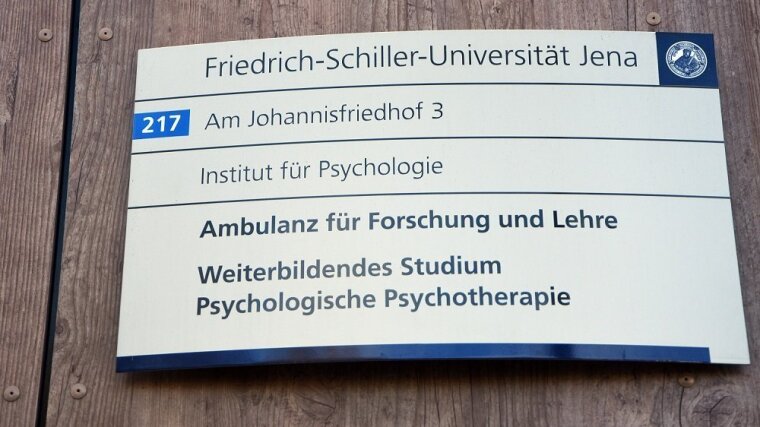 Friedrich-Schiller-Universität Jena
217 Am Johannisfriedhof 3
Institut für Psychologie
Ambulanz für Forschung und Lehre
Weiterbildendes Studium
Psychologische Psychotherapie